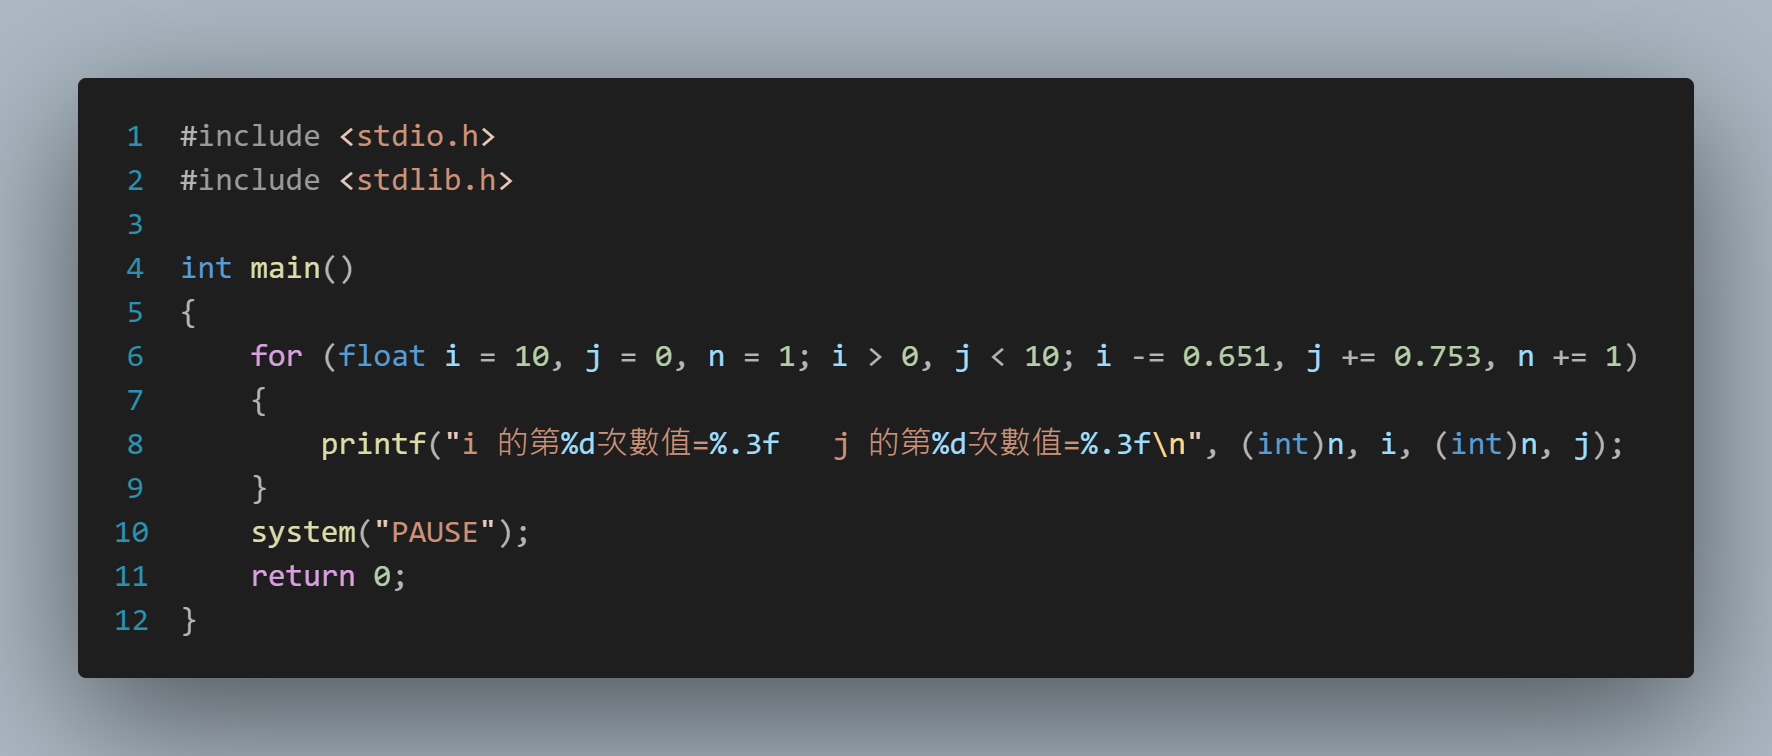 1 #include <stdio.h>
2 #include <stdlib.h>
3
4 int main()
5 {
6     for (float i = 10, j = 0, n = 1; i > 0, j < 10; i -= 0.651, j += 0.753, n += 1)
7     {
8         printf("i 的第%d次數值=%.3f   j 的第%d次數值=%.3f\n", (int)n, i, (int)n, j);
9     }
10     system("PAUSE");
11     return 0;
12 }